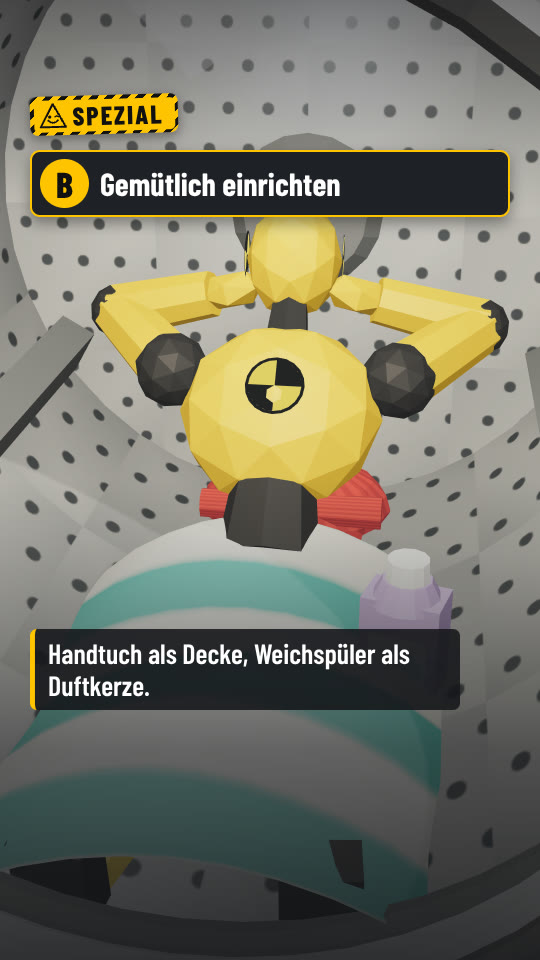 SPEZIAL
B Gemütlich einrichten
Handtuch als Decke, Weichspüler als
Duftkerze.